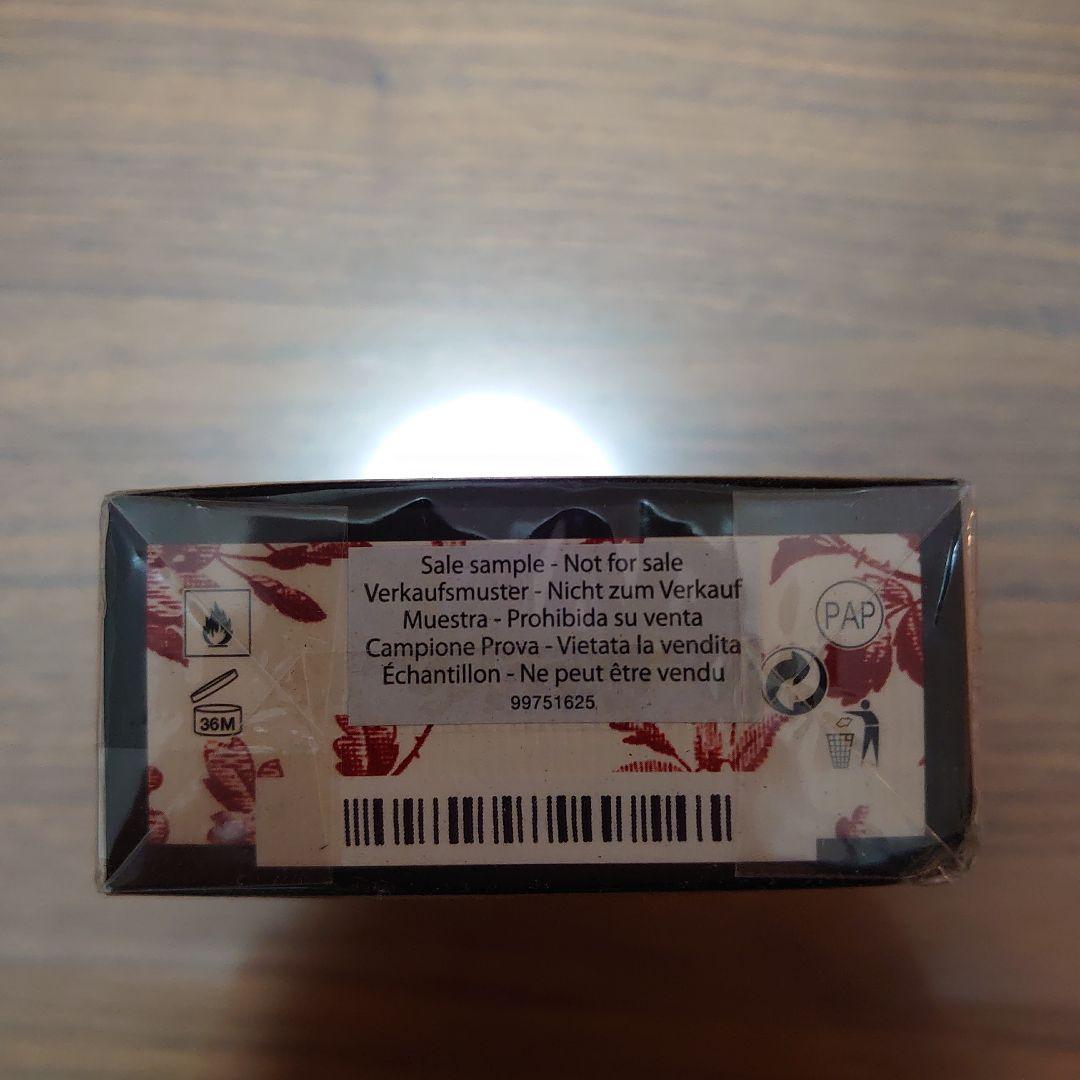 Sale sample - Not for sale
Verkaufsmuster - Nicht zum Verkauf
Muestra - Prohibida su venta
Campione Prova - Vietata la vendita
Échantillon - Ne peut être vendu
99751625
36M
PAP